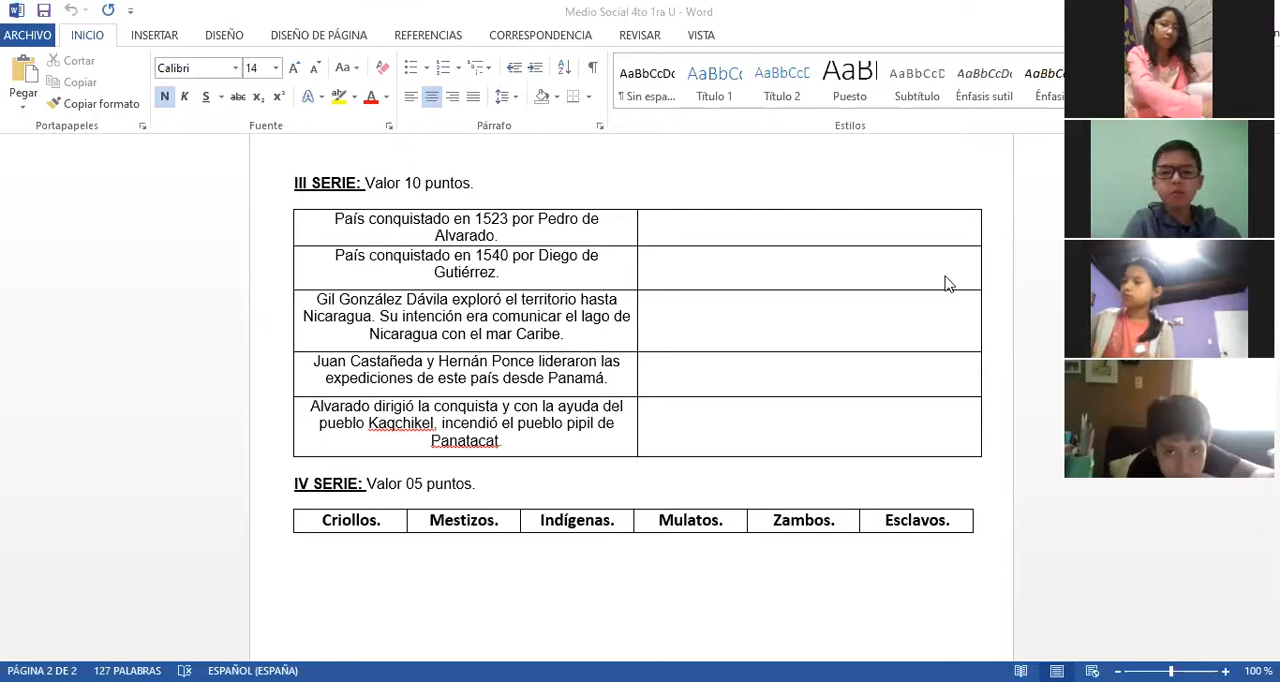 Medio Social 4to 1ra U - Word
ARCHIVO INICIO INSERTAR DISEÑO DISEÑO DE PÁGINA REFERENCIAS CORRESPONDENCIA REVISAR VISTA
Pegar
Cortar
Copiar
Copiar formato
Portapapeles
Calibri 14
N K S abc x₂ x²
Fuente
Párrafo
AaBbCcDc AaBbCc AaBbCcD AaBl AaBbCcD AaBbCcDt AaBbCc
¶ Sin espa... Título 1 Título 2 Puesto Subtítulo Énfasis sutil Énfasi
Estilos
III SERIE: Valor 10 puntos.
País conquistado en 1523 por Pedro de
Alvarado.
País conquistado en 1540 por Diego de
Gutiérrez.
Gil González Dávila exploró el territorio hasta
Nicaragua. Su intención era comunicar el lago de
Nicaragua con el mar Caribe.
Juan Castañeda y Hernán Ponce lideraron las
expediciones de este país desde Panamá.
Alvarado dirigió la conquista y con la ayuda del
pueblo Kaqchikel, incendió el pueblo pipil de
Panatacat.
IV SERIE: Valor 05 puntos.
Criollos. Mestizos. Indígenas. Mulatos. Zambos. Esclavos.
PÁGINA 2 DE 2 127 PALABRAS ESPAÑOL (ESPAÑA) 100 %